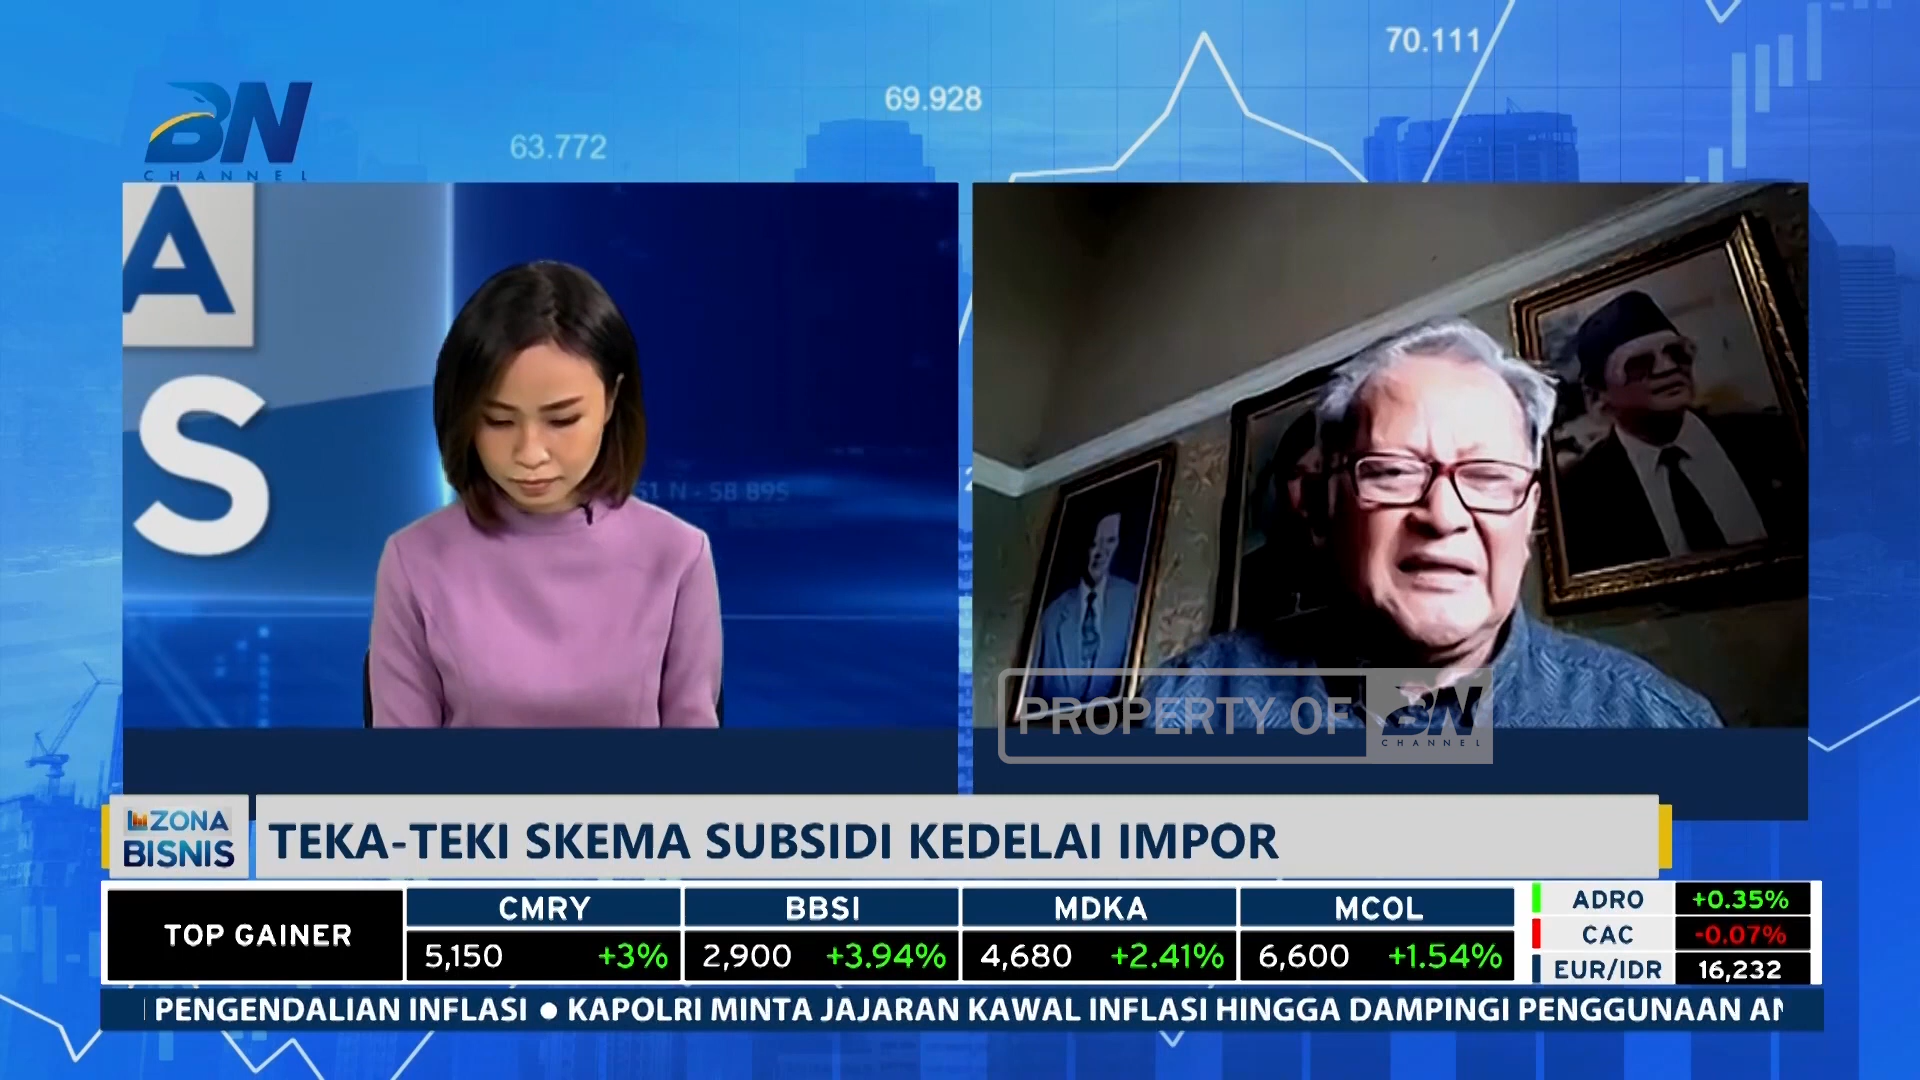 70.111
69.928
63.772
BN
CHANNEL
A
S
PROPERTY OF BN
CHANNEL
ZONA
BISNIS
TEKA-TEKI SKEMA SUBSIDI KEDELAI IMPOR
TOP GAINER
CMRY
5,150 +3%
BBSI
2,900 +3.94%
MDKA
4,680 +2.41%
MCOL
6,600 +1.54%
ADRO +0.35%
CAC -0.07%
EUR/IDR 16,232
PENGENDALIAN INFLASI ● KAPOLRI MINTA JAJARAN KAWAL INFLASI HINGGA DAMPINGI PENGGUNAAN